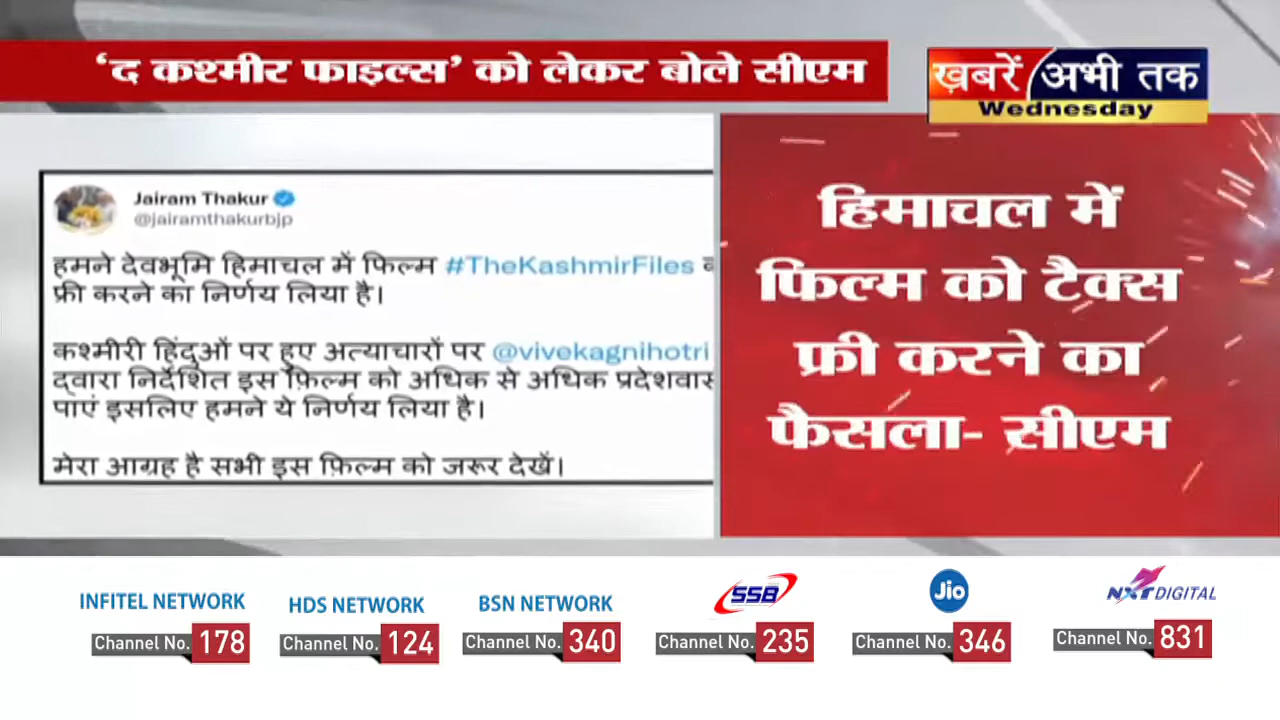 ‘द कश्मीर फाइल्स’ को लेकर बोले सीएम
ख़बरें अभी तक
Wednesday
Jairam Thakur
@jairamthakurbjp
हमने देवभूमि हिमाचल में फिल्म #TheKashmirFiles
फ्री करने का निर्णय लिया है।
कश्मीरी हिंदुओं पर हुए अत्याचारों पर @vivekagnihotri
द्वारा निर्देशित इस फ़िल्म को अधिक से अधिक
पाएं इसलिए हमने ये निर्णय लिया है।
मेरा आग्रह है सभी इस फ़िल्म को जरूर देखें।
हिमाचल में
फिल्म को टैक्स
फ्री करने का
फैसला- सीएम
INFITEL NETWORK
Channel No. 178
HDS NETWORK
Channel No. 124
BSN NETWORK
Channel No. 340
SSB
Channel No. 235
Jio
Channel No. 346
NXT DIGITAL
Channel No. 831